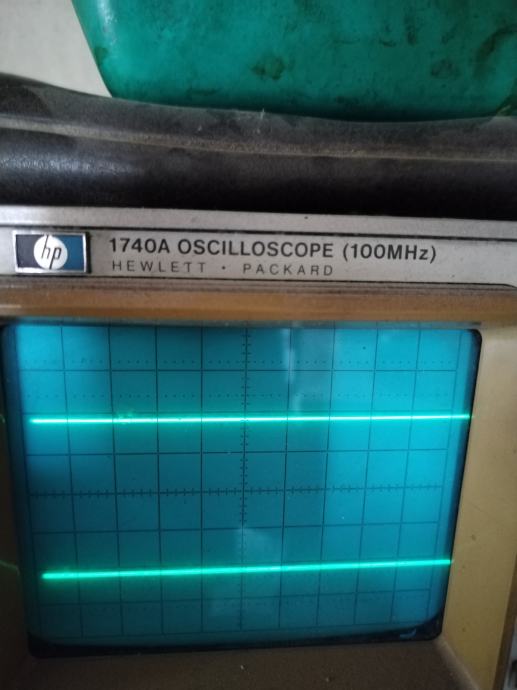 hp
1740A OSCILLOSCOPE (100MHz)
HEWLETT • PACKARD